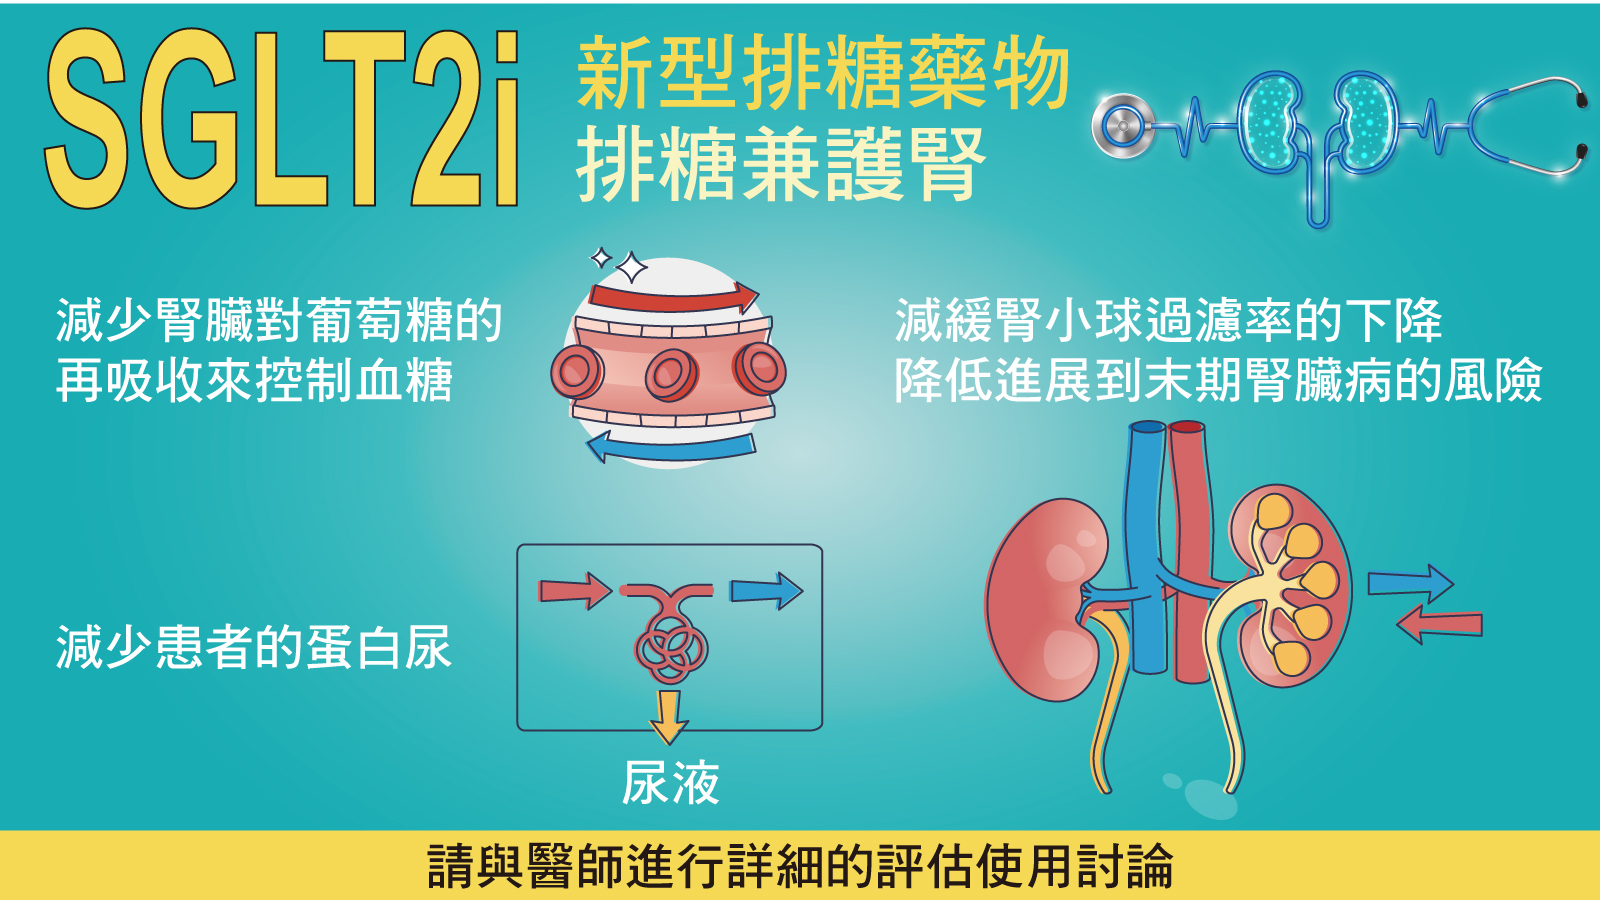 SGLT2i
新型排糖藥物
排糖兼護腎
減少腎臟對葡萄糖的
再吸收來控制血糖
減緩腎小球過濾率的下降
降低進展到末期腎臟病的風險
減少患者的蛋白尿
尿液
請與醫師進行詳細的評估使用討論